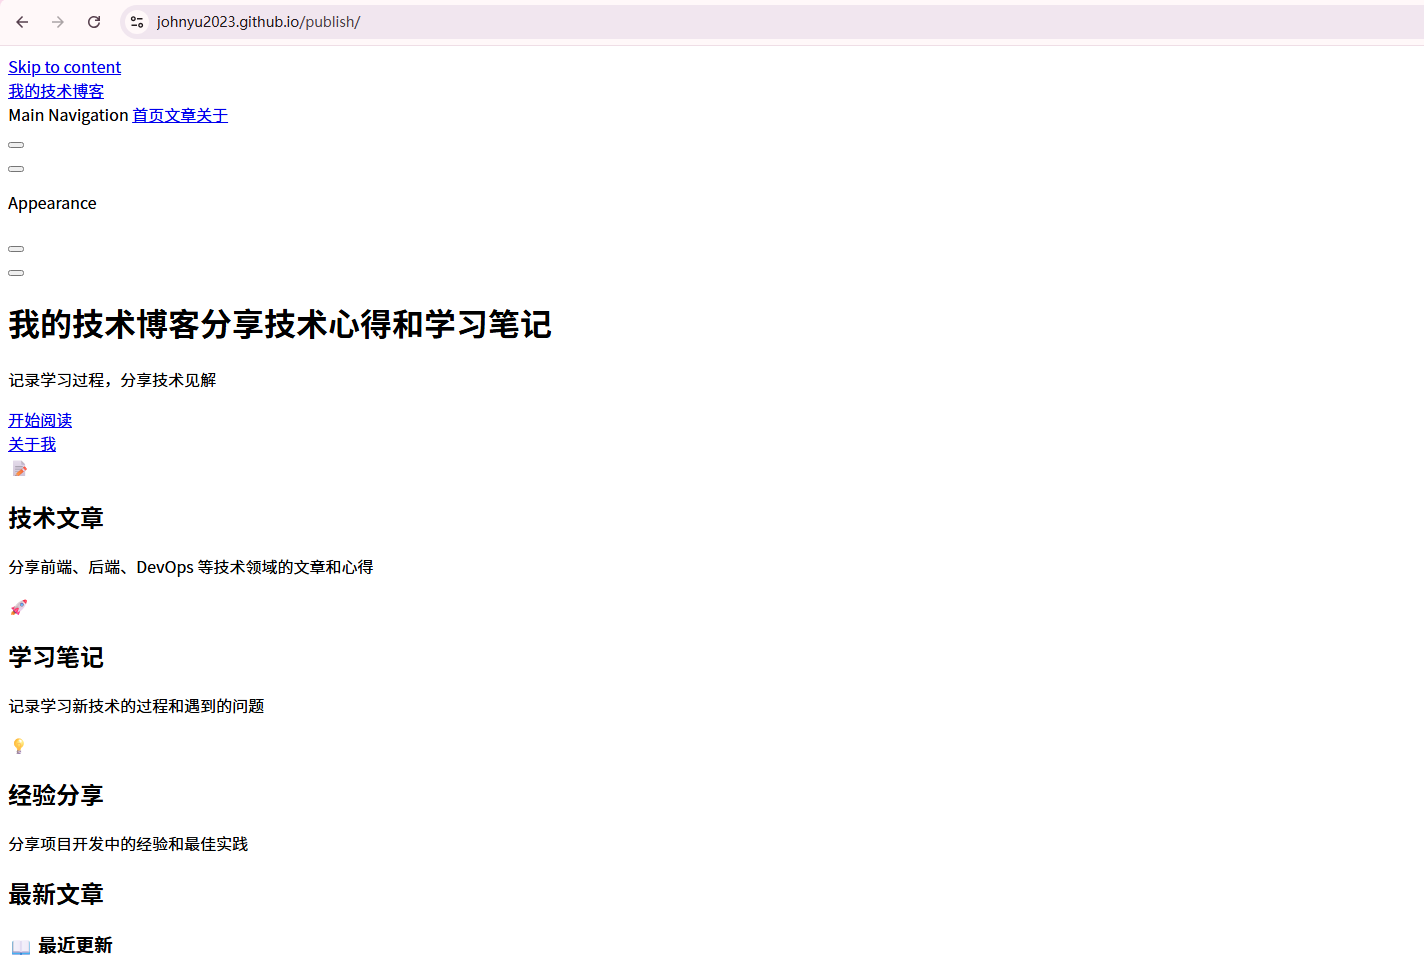 johnyu2023.github.io/publish/
Skip to content
我的技术博客
Main Navigation 首页文章关于
Appearance
我的技术博客分享技术心得和学习笔记
记录学习过程，分享技术见解
开始阅读
关于我
技术文章
分享前端、后端、DevOps 等技术领域的文章和心得
学习笔记
记录学习新技术的过程和遇到的问题
经验分享
分享项目开发中的经验和最佳实践
最新文章
最近更新